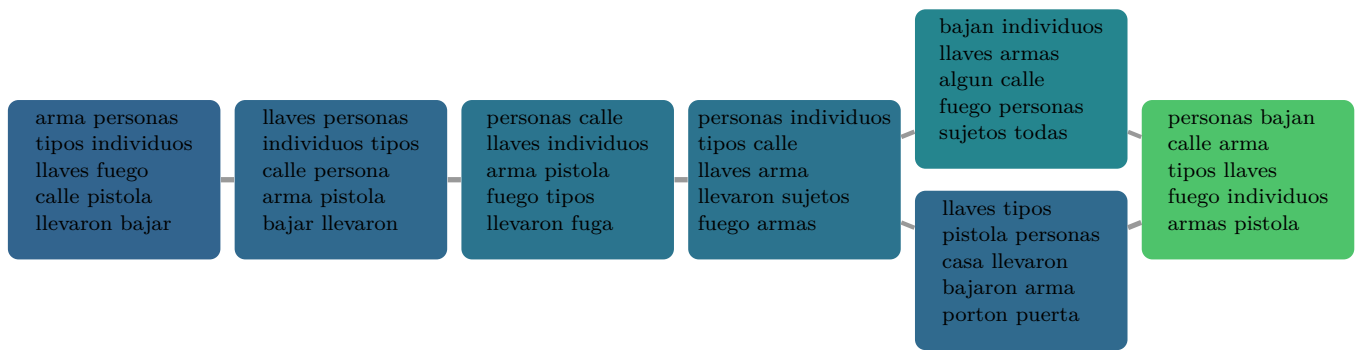 arma personas
tipos individuos
llaves fuego
calle pistola
llevaron bajar
llaves personas
individuos tipos
calle persona
arma pistola
bajar llevaron
personas calle
llaves individuos
arma pistola
fuego tipos
llevaron fuga
personas individuos
tipos calle
llaves arma
llevaron sujetos
fuego armas
bajan individuos
llaves armas
algun calle
fuego personas
sujetos todas
llaves tipos
pistola personas
casa llevaron
bajaron arma
porton puerta
personas bajan
calle arma
tipos llaves
fuego individuos
armas pistola